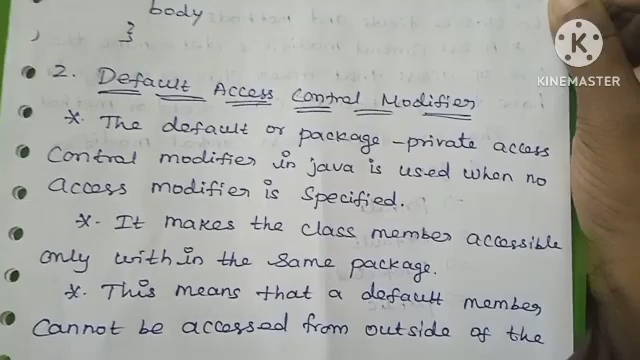 body
}
KINEMASTER
2. Default Access Control Modifier
*. The default or package-private access
Control modifier in java is used when no
access modifier is specified.
*. It makes the class member accessible
only with in the same package.
*. This means that a default member
Cannot be accessed from outside of the